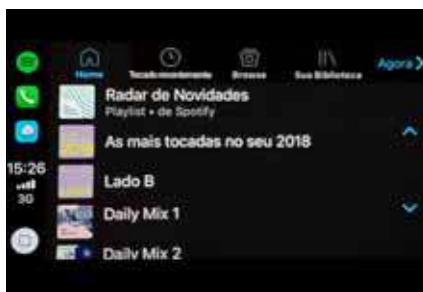 Home
Tocado recentemente
Browse
Sua Biblioteca
Agora
Radar de Novidades
Playlist • de Spotify
As mais tocadas no seu 2018
15:26
Lado B
3G
Daily Mix 1
Daily Mix 2